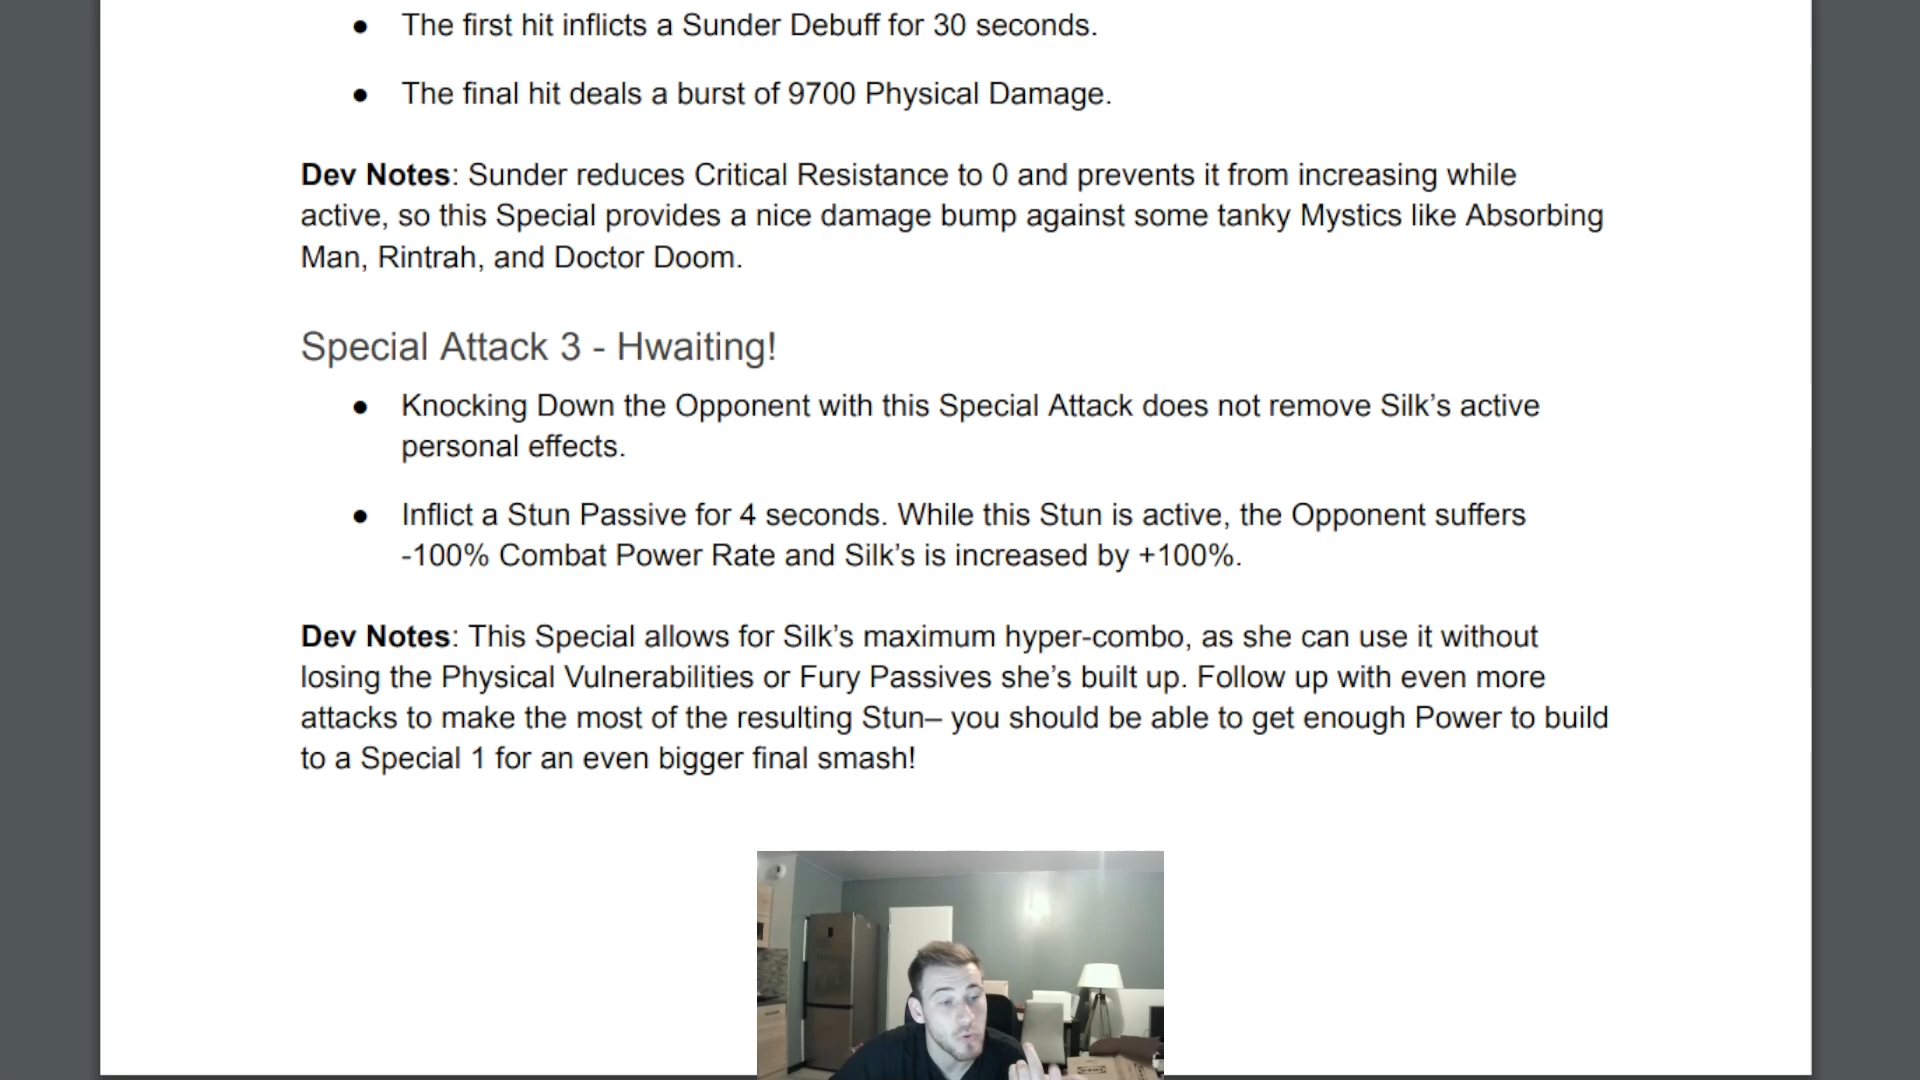 ● The first hit inflicts a Sunder Debuff for 30 seconds.
● The final hit deals a burst of 9700 Physical Damage.
Dev Notes: Sunder reduces Critical Resistance to 0 and prevents it from increasing while
active, so this Special provides a nice damage bump against some tanky Mystics like Absorbing
Man, Rintrah, and Doctor Doom.
Special Attack 3 - Hwaiting!
● Knocking Down the Opponent with this Special Attack does not remove Silk’s active
personal effects.
● Inflict a Stun Passive for 4 seconds. While this Stun is active, the Opponent suffers
-100% Combat Power Rate and Silk’s is increased by +100%.
Dev Notes: This Special allows for Silk’s maximum hyper-combo, as she can use it without
losing the Physical Vulnerabilities or Fury Passives she’s built up. Follow up with even more
attacks to make the most of the resulting Stun– you should be able to get enough Power to build
to a Special 1 for an even bigger final smash!